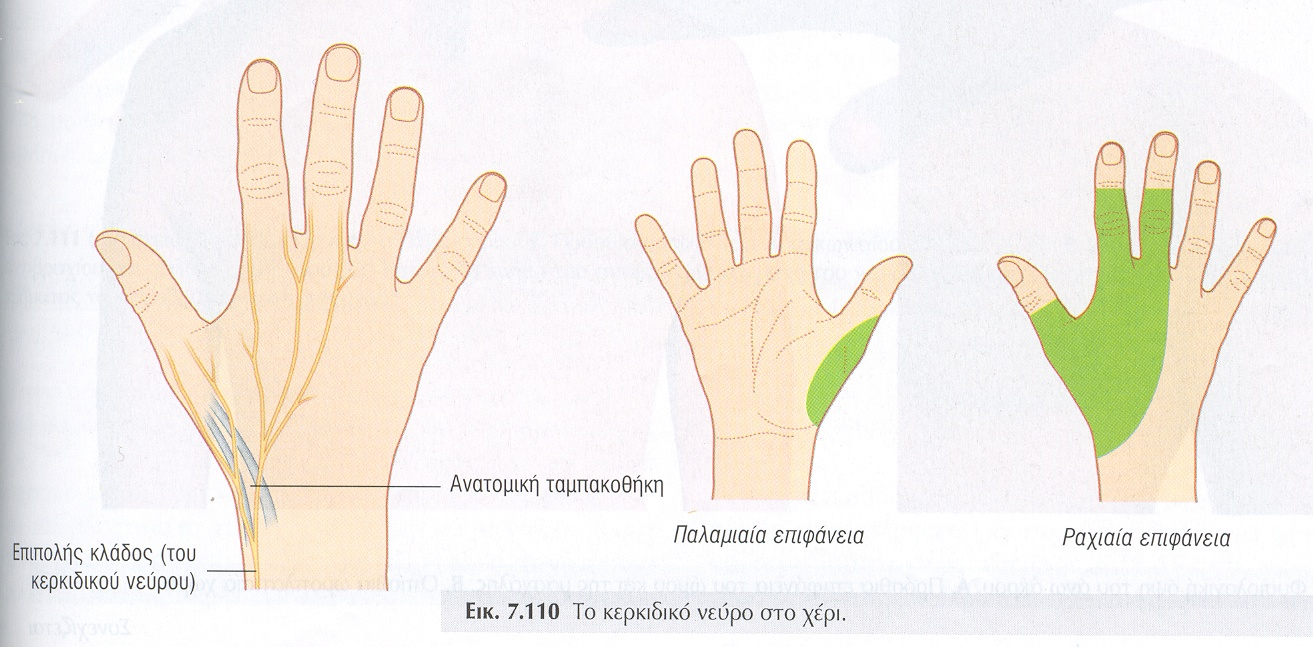 Ανατομική ταμπακοθήκη
Επιπολής κλάδος (του
κερκιδικού νεύρου)
Παλαμιαία επιφάνεια
Ραχιαία επιφάνεια
Εικ. 7.110 Το κερκιδικό νεύρο στο χέρι.